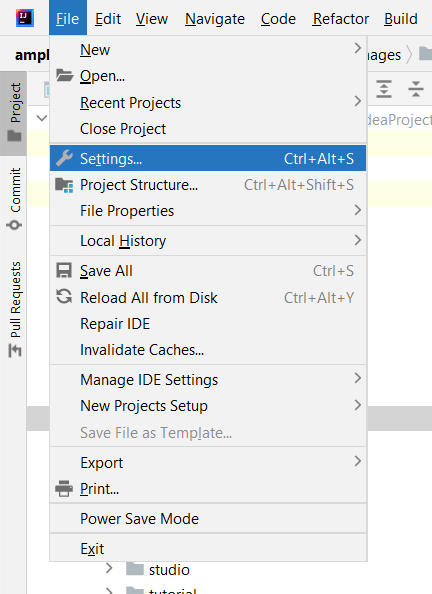 IJ File Edit View Navigate Code Refactor Build
New
Open...
Recent Projects
Close Project
Settings... Ctrl+Alt+S
Project Structure... Ctrl+Alt+Shift+S
File Properties
Local History
Save All Ctrl+S
Reload All from Disk Ctrl+Alt+Y
Repair IDE
Invalidate Caches...
Manage IDE Settings
New Projects Setup
Save File as Template...
Export
Print...
Power Save Mode
Exit
Project
Commit
Pull Requests
studio
tutorial